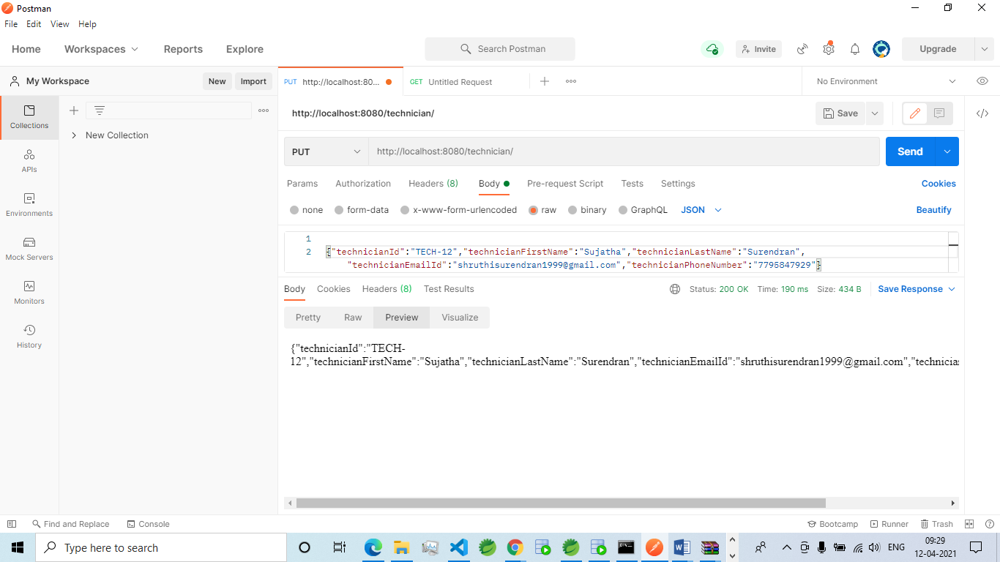 Postman
File Edit View Help
Home Workspaces Reports Explore
Search Postman
Invite
Upgrade
My Workspace
New Import
PUT http://localhost:80...
GET Untitled Request
No Environment
Collections
New Collection
APIs
Environments
Mock Servers
Monitors
History
http://localhost:8080/technician/
Save
PUT http://localhost:8080/technician/
Send
Params Authorization Headers (8) Body Pre-request Script Tests Settings Cookies
none form-data x-www-form-urlencoded raw binary GraphQL JSON Beautify
1
2 {"technicianId":"TECH-12","technicianFirstName":"Sujatha","technicianLastName":"Surendran",
"technicianEmailId":"shruthisurendran1999@gmail.com","technicianPhoneNumber":"7795847929"}
Body Cookies Headers (8) Test Results
Status: 200 OK Time: 190 ms Size: 434 B Save Response
Pretty Raw Preview Visualize
{"technicianId":"TECH-
12","technicianFirstName":"Sujatha","technicianLastName":"Surendran","technicianEmailId":"shruthisurendran1999@gmail.com","technicia
Find and Replace Console
Bootcamp Runner Trash
Type here to search
ENG
09:29
12-04-2021